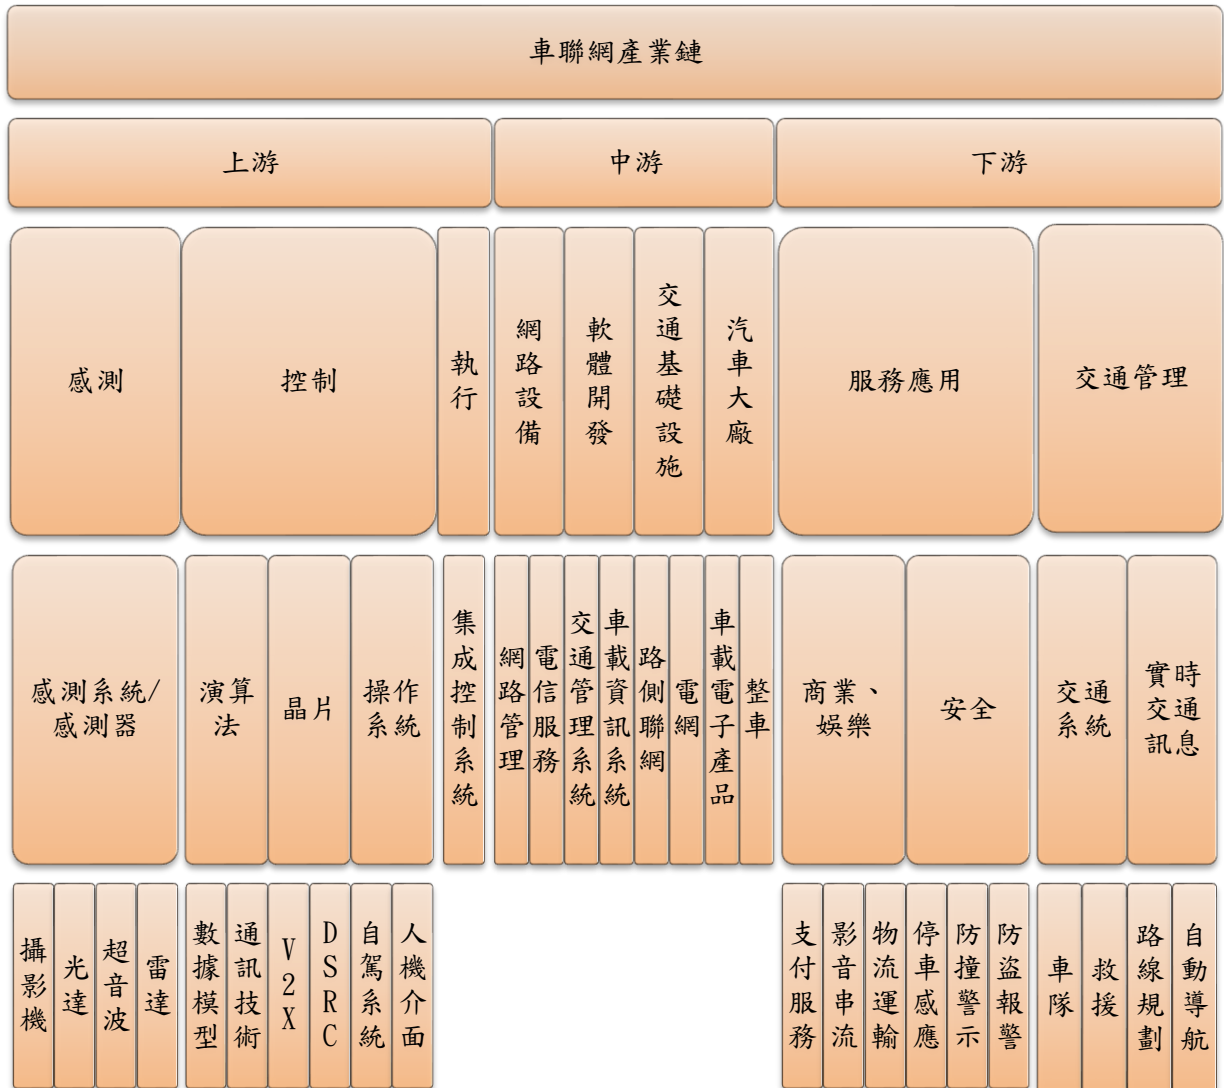 車聯網產業鏈
上游
中游
下游
感測
控制
執行
網路設備
軟體開發
交通基礎設施
汽車大廠
服務應用
交通管理
感測系統/
感測器
演算
法
晶片
操作
系統
集成控制系統
網路管理
電信服務
交通管理系統
車載資訊系統
路側聯網
電網
車載電子產品
整車
商業、
娛樂
安全
交通
系統
實時
交通
訊息
攝影機
光達
超音波
雷達
數據模型
通訊技術
V2X
DSRC
自駕系統
人機介面
支付服務
影音串流
物流運輸
停車感應
防撞警示
防盜報警
車隊
救援
路線規劃
自動導航